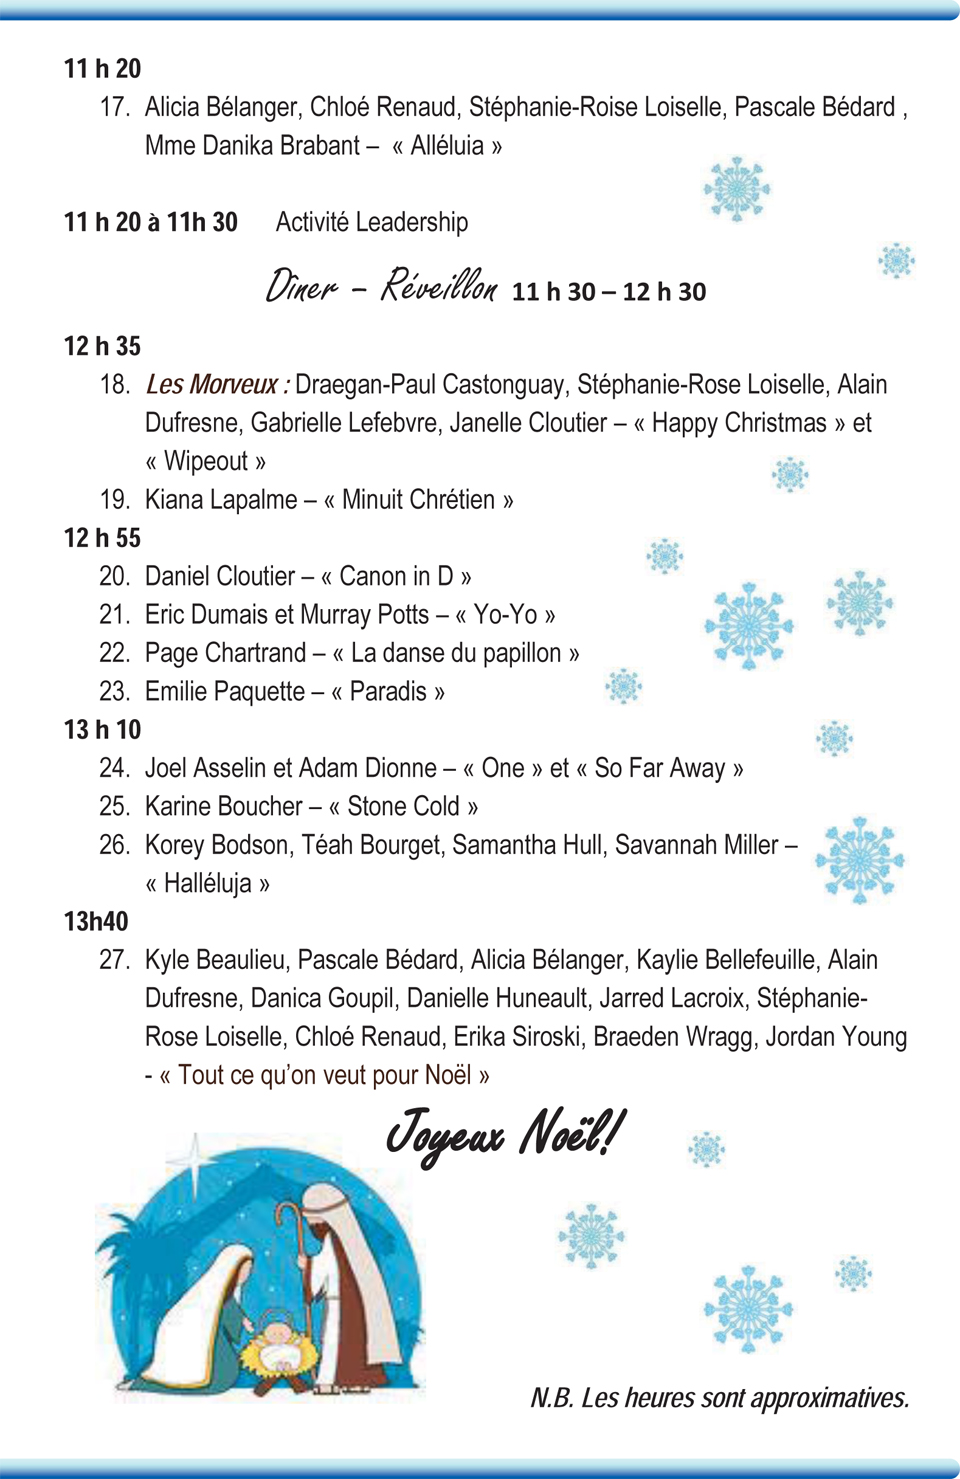 11 h 20
17. Alicia Bélanger, Chloé Renaud, Stéphanie-Roise Loiselle, Pascale Bédard ,
Mme Danika Brabant – « Alléluia »
11 h 20 à 11h 30 Activité Leadership
Dîner – Réveillon 11 h 30 – 12 h 30
12 h 35
18. Les Morveux : Draegan-Paul Castonguay, Stéphanie-Rose Loiselle, Alain
Dufresne, Gabrielle Lefebvre, Janelle Cloutier – « Happy Christmas » et
« Wipeout »
19. Kiana Lapalme – « Minuit Chrétien »
12 h 55
20. Daniel Cloutier – « Canon in D »
21. Eric Dumais et Murray Potts – « Yo-Yo »
22. Page Chartrand – « La danse du papillon »
23. Emilie Paquette – « Paradis »
13 h 10
24. Joel Asselin et Adam Dionne – « One » et « So Far Away »
25. Karine Boucher – « Stone Cold »
26. Korey Bodson, Téah Bourget, Samantha Hull, Savannah Miller –
« Halléluja »
13h40
27. Kyle Beaulieu, Pascale Bédard, Alicia Bélanger, Kaylie Bellefeuille, Alain
Dufresne, Danica Goupil, Danielle Huneault, Jarred Lacroix, Stéphanie-
Rose Loiselle, Chloé Renaud, Erika Siroski, Braeden Wragg, Jordan Young
- « Tout ce qu’on veut pour Noël »
Joyeux Noël!
N.B. Les heures sont approximatives.